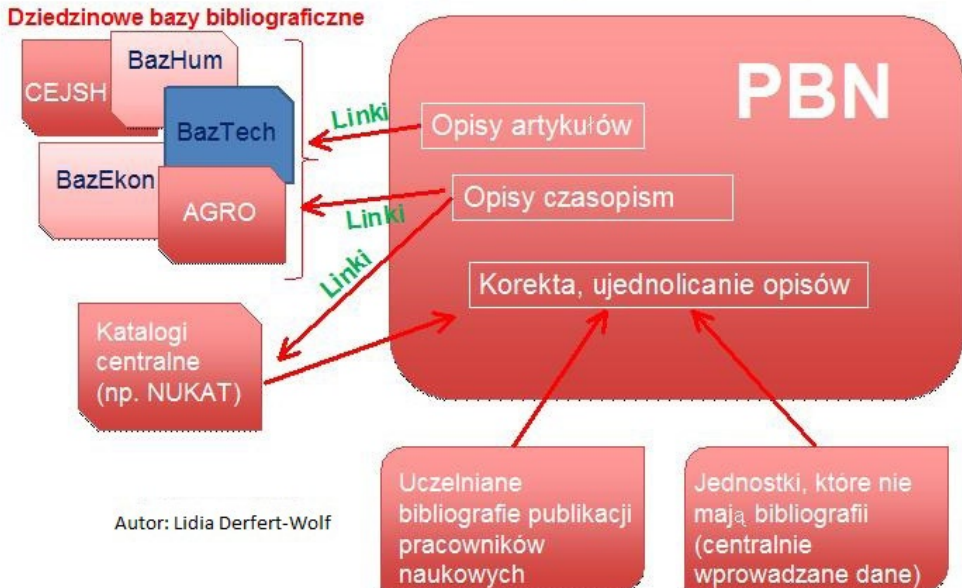 Dziedzinowe bazy bibliograficzne
BazHum
CEJSH
BazTech
BazEkon
AGRO
PBN
Linki
Opisy artykułów
Linki
Opisy czasopism
Linki
Korekta, ujednolicanie opisów
Katalogi
centralne
(np. NUKAT)
Uczelniane
bibliografie publikacji
pracowników
naukowych
Jednostki, które nie
mają bibliografii
(centralnie
wprowadzane dane)
Autor: Lidia Derfert-Wolf